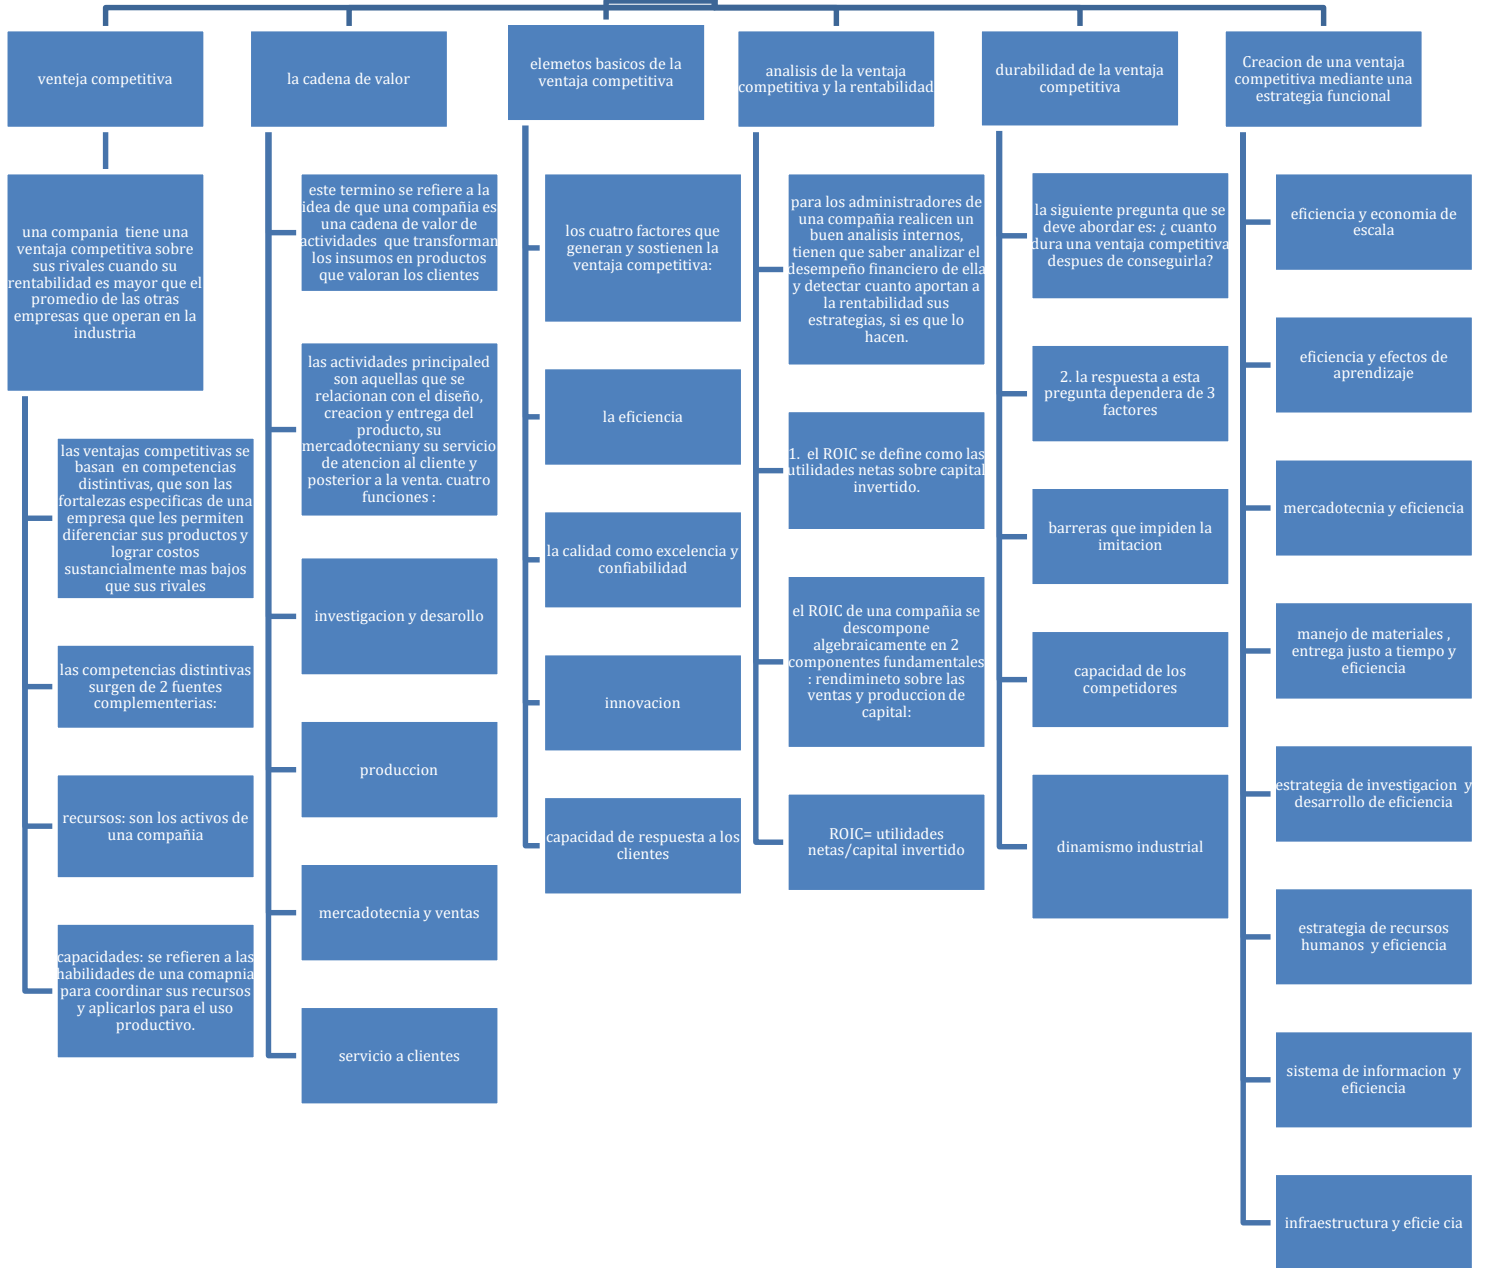 venteja competitiva
una compania tiene una
ventaja competitiva sobre
sus rivales cuando su
rentabilidad es mayor que el
promedio de las otras
empresas que operan en la
industria
las ventajas competitivas se
basan en competencias
distintivas, que son las
fortalezas especificas de una
empresa que les permiten
diferenciar sus productos y
lograr costos
sustancialmente mas bajos
que sus rivales
las competencias distintivas
surgen de 2 fuentes
complementerias:
recursos: son los activos de
una compañia
capacidades: se refieren a las
habilidades de una comapnia
para coordinar sus recursos
y aplicarlos para el uso
productivo.
la cadena de valor
este termino se refiere a la
idea de que una compañia es
una cadena de valor de
actividades que transforman
los insumos en productos
que valoran los clientes
las actividades principaled
son aquellas que se
relacionan con el diseño,
creacion y entrega del
producto, su
mercadotecniany su servicio
de atencion al cliente y
posterior a la venta. cuatro
funciones :
investigacion y desarollo
produccion
mercadotecnia y ventas
servicio a clientes
elemetos basicos de la
ventaja competitiva
los cuatro factores que
generan y sostienen la
ventaja competitiva:
la eficiencia
la calidad como excelencia y
confiabilidad
innovacion
capacidad de respuesta a los
clientes
analisis de la ventaja
competitiva y la rentabilidad
para los administradores de
una compañia realicen un
buen analisis internos,
tienen que saber analizar el
desempeño financiero de ella
y detectar cuanto aportan a
la rentabilidad sus
estrategias, si es que lo
hacen.
1. el ROIC se define como las
utilidades netas sobre capital
invertido.
el ROIC de una compañia se
descompone
algebraicamente en 2
componentes fundamentales
: rendimineto sobre las
ventas y produccion de
capital:
ROIC= utilidades
netas/capital invertido
durabilidad de la ventaja
competitiva
la siguiente pregunta que se
deve abordar es: ¿ cuanto
dura una ventaja competitiva
despues de conseguirla?
2. la respuesta a esta
pregunta dependera de 3
factores
barreras que impiden la
imitacion
capacidad de los
competidores
dinamismo industrial
Creacion de una ventaja
competitiva mediante una
estrategia funcional
eficiencia y economia de
escala
eficiencia y efectos de
aprendizaje
mercadotecnia y eficiencia
manejo de materiales ,
entrega justo a tiempo y
eficiencia
estrategia de investigacion y
desarrollo de eficiencia
estrategia de recursos
humanos y eficiencia
sistema de informacion y
eficiencia
infraestructura y eficie cia